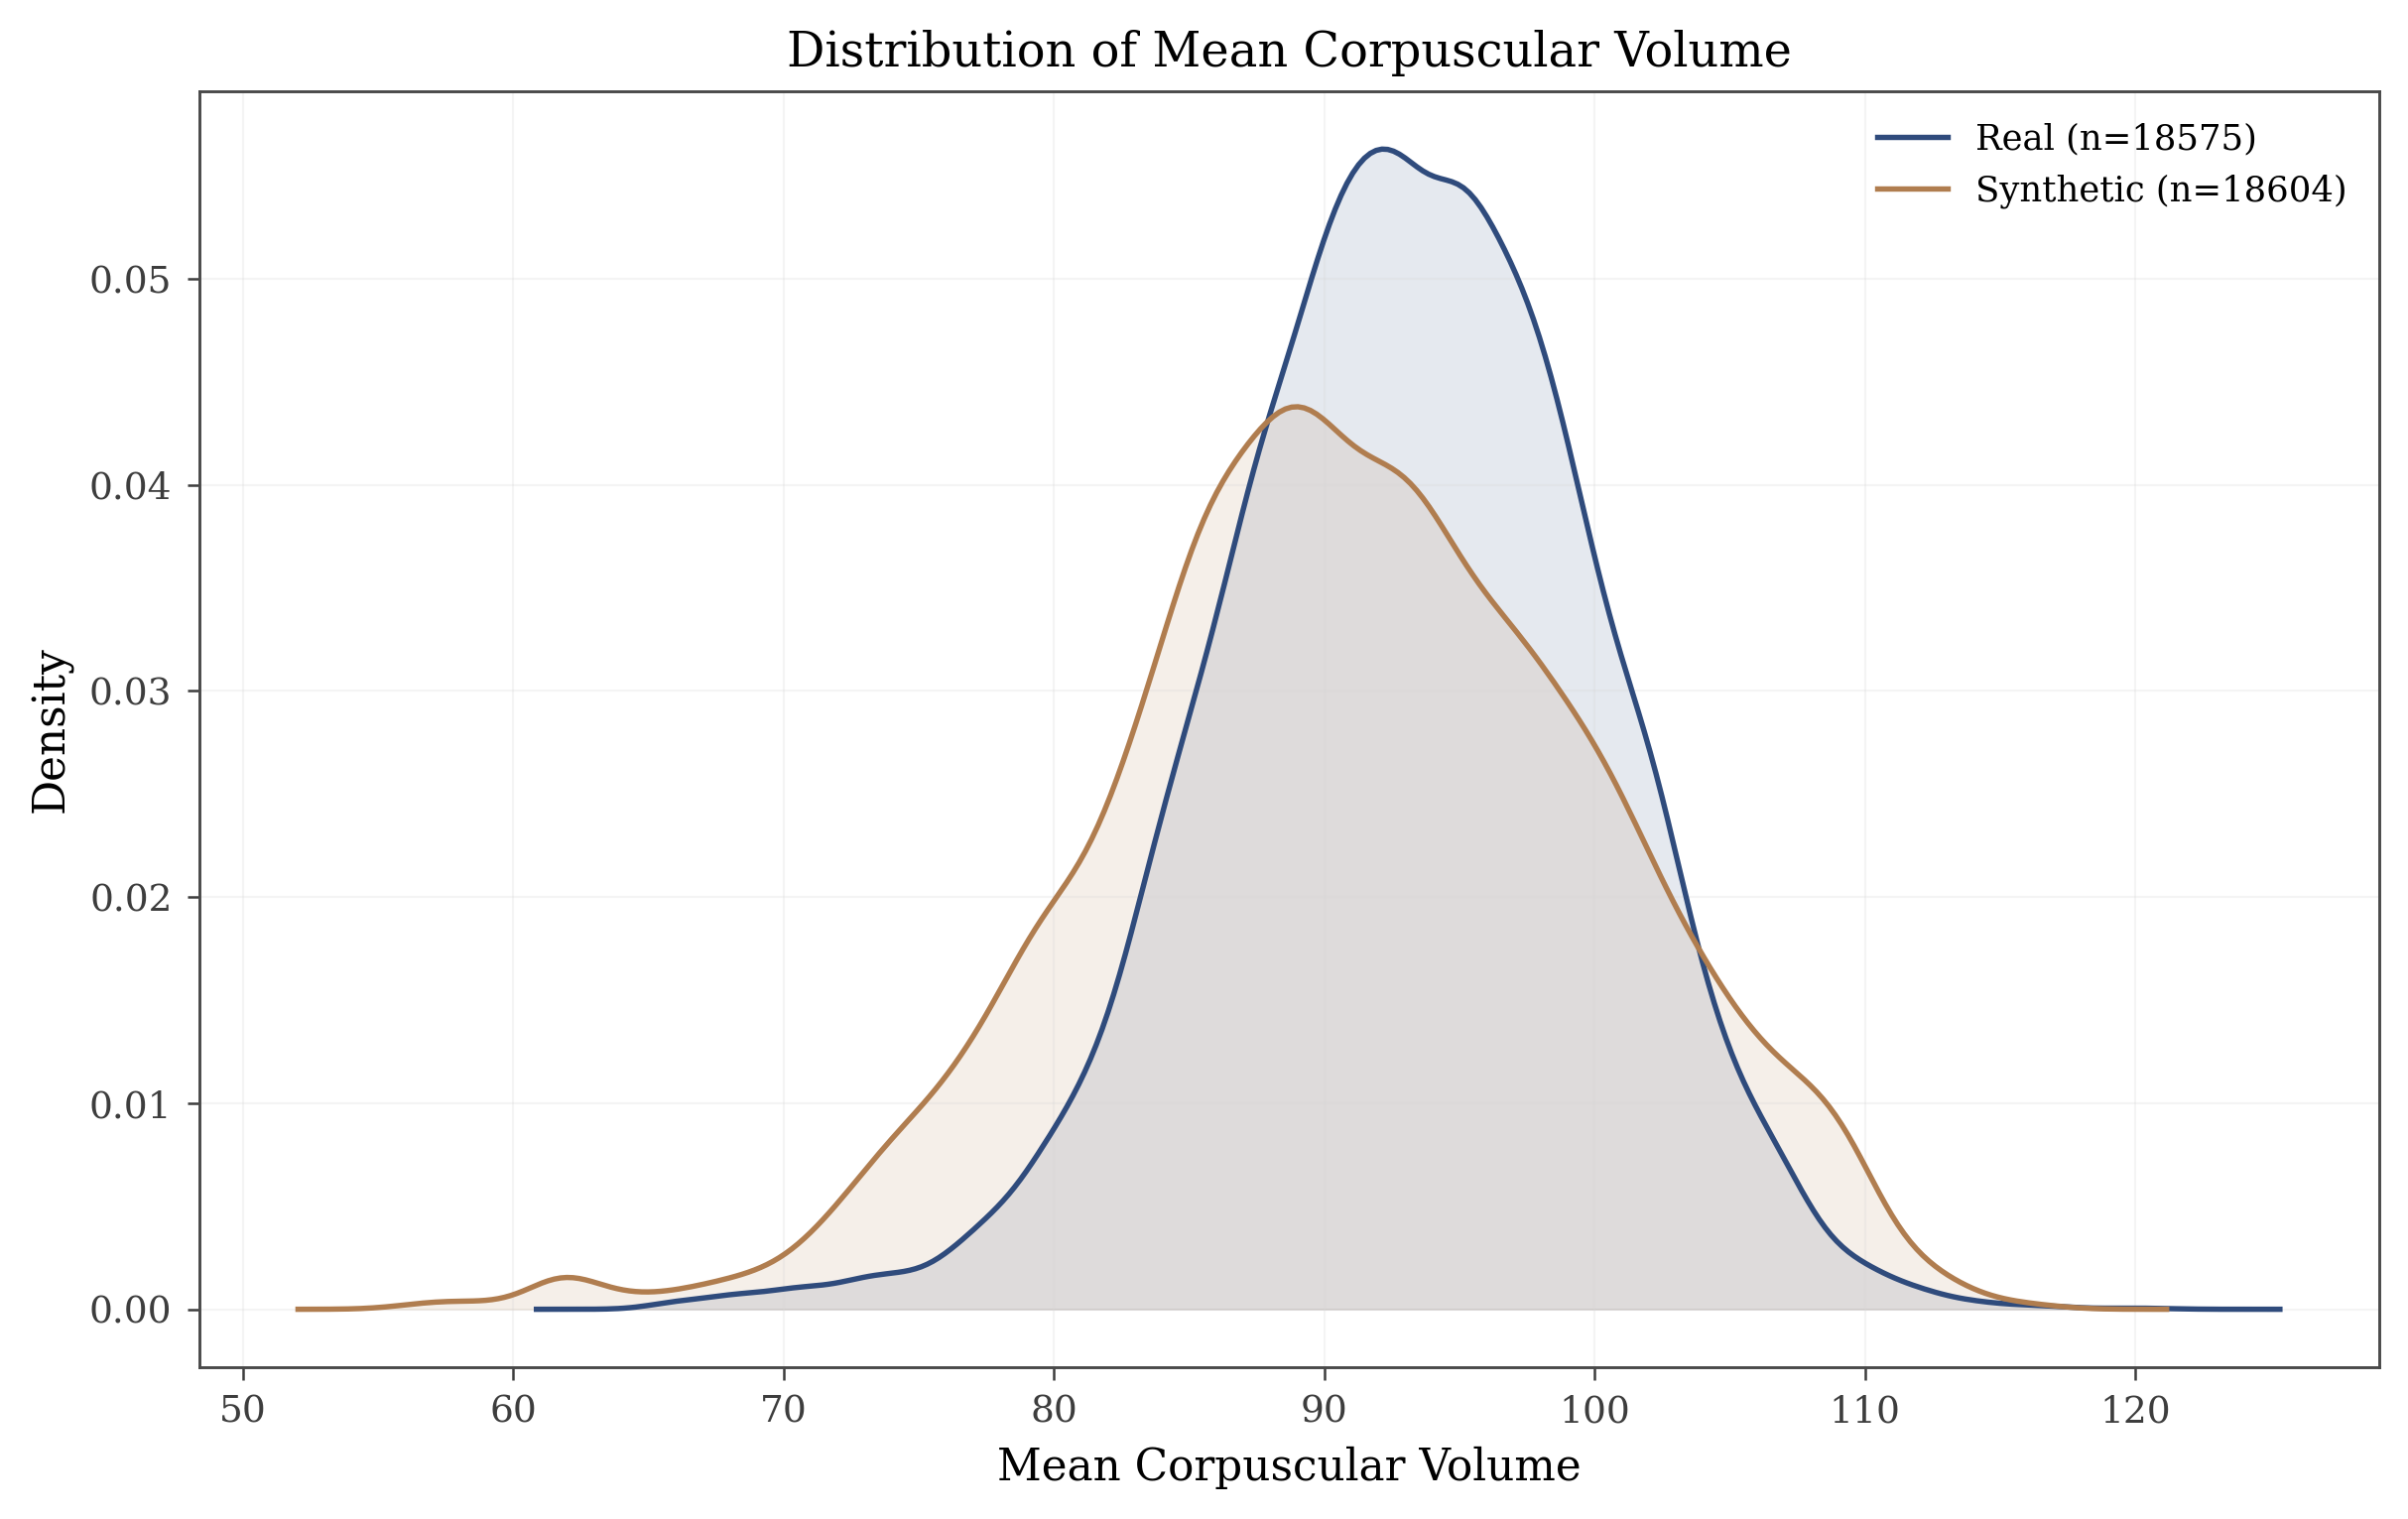 Distribution of Mean Corpuscular Volume
Real (n=18575)
Synthetic (n=18604)
Density
0.05
0.04
0.03
0.02
0.01
0.00
50 60 70 80 90 100 110 120
Mean Corpuscular Volume